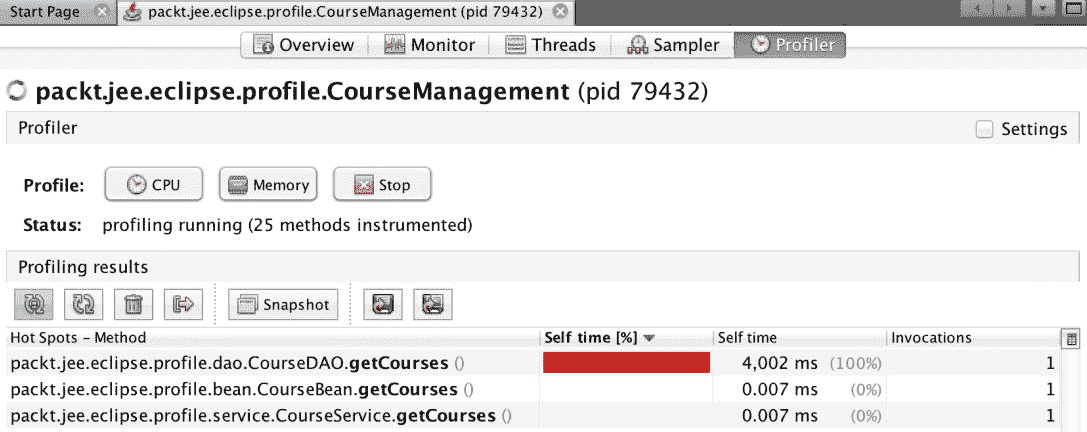 Start Page packt.jee.eclipse.profile.CourseManagement (pid 79432)
Overview Monitor Threads Sampler Profiler
packt.jee.eclipse.profile.CourseManagement (pid 79432)
Profiler Settings
Profile: CPU Memory Stop
Status: profiling running (25 methods instrumented)
Profiling results
Snapshot
Hot Spots – Method Self time [%] Self time Invocations
packt.jee.eclipse.profile.dao.CourseDAO.getCourses () 4,002 ms (100%) 1
packt.jee.eclipse.profile.bean.CourseBean.getCourses () 0.007 ms (0%) 1
packt.jee.eclipse.profile.service.CourseService.getCourses () 0.007 ms (0%) 1